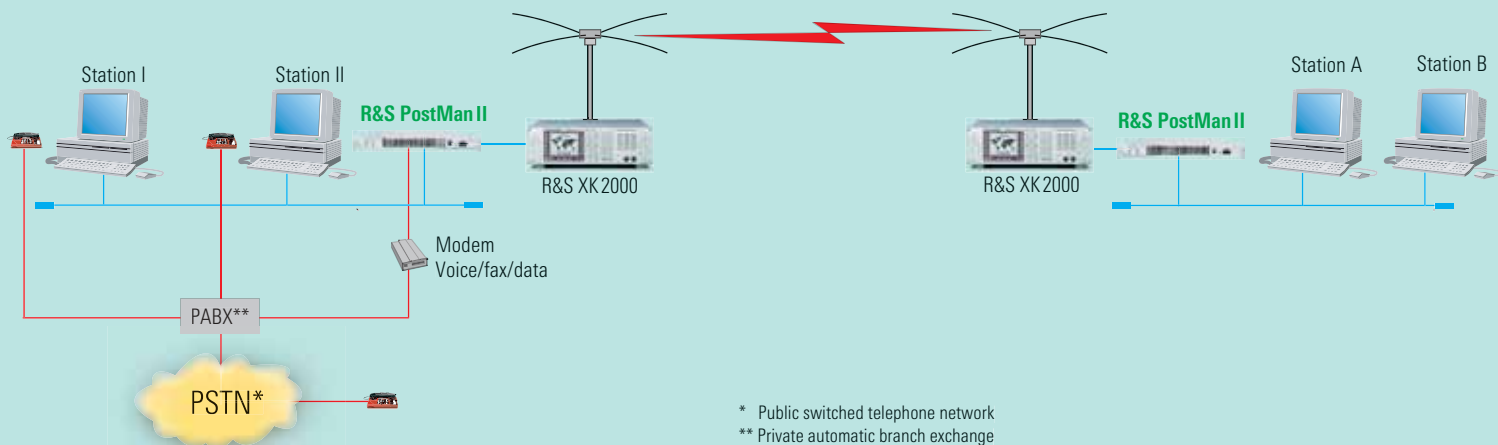 Station I
Station II
R&S PostMan II
R&S XK2000
R&S XK2000
R&S PostMan II
Station A
Station B
Modem
Voice/fax/data
PABX**
PSTN*
* Public switched telephone network
** Private automatic branch exchange